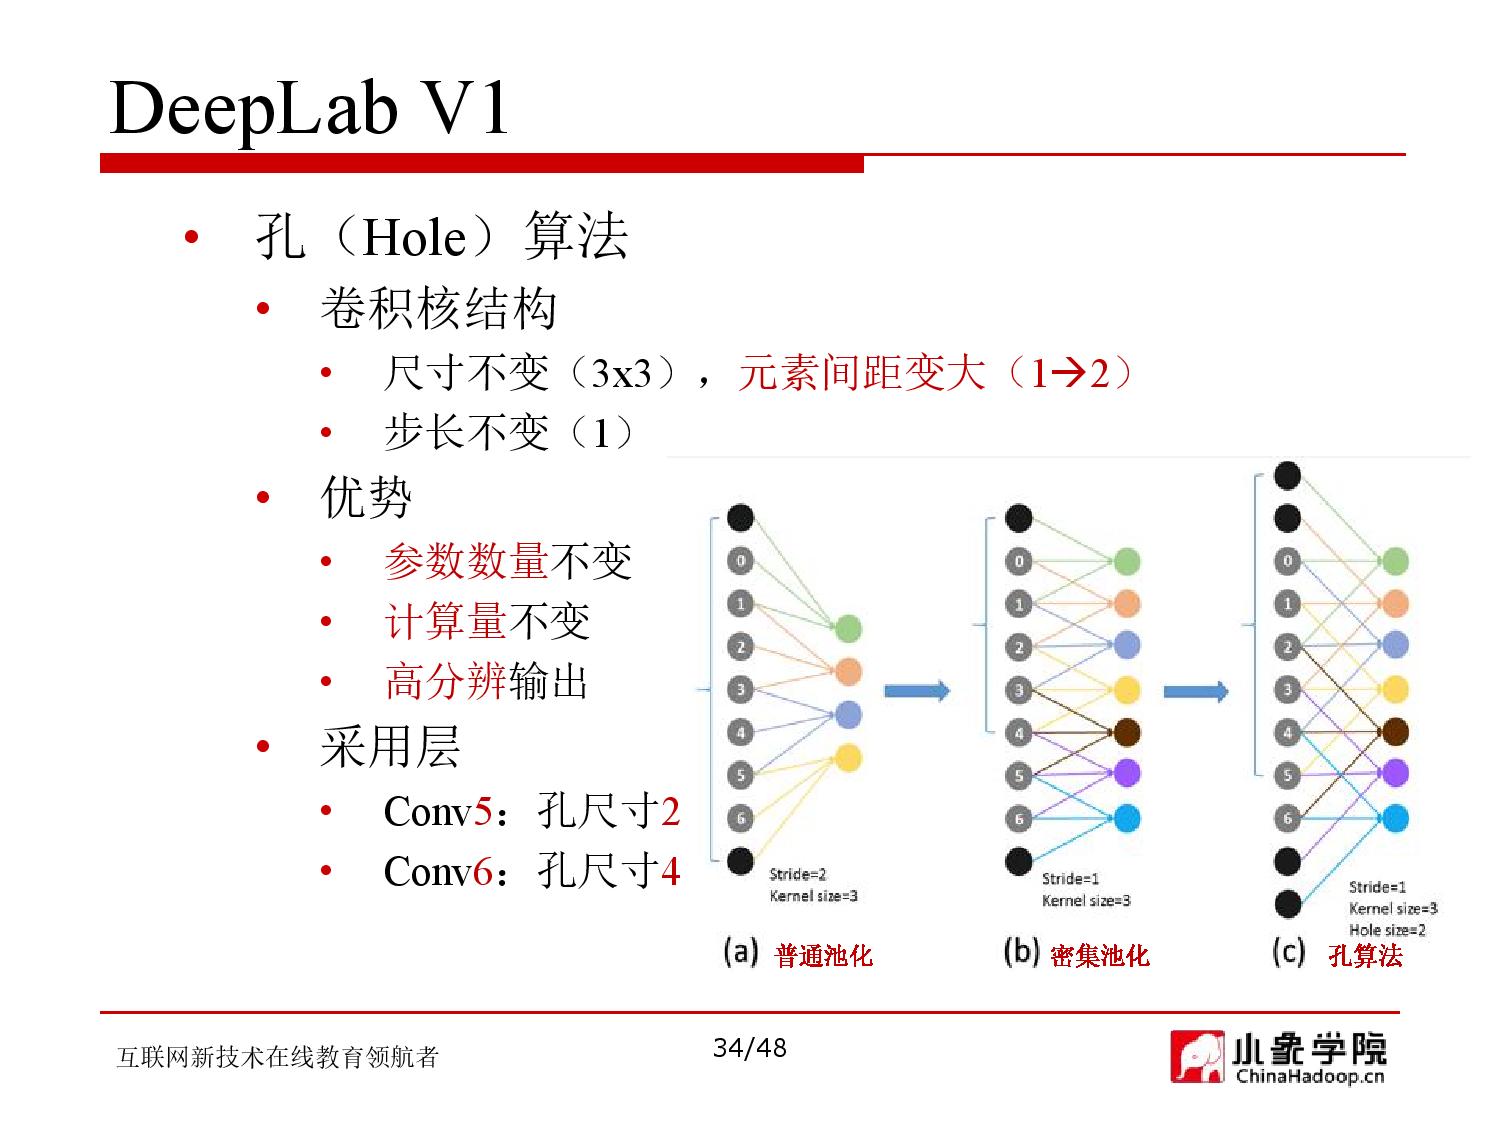 DeepLab V1
• 孔（Hole）算法
• 卷积核结构
• 尺寸不变（3x3），元素间距变大（1→2）
• 步长不变（1）
• 优势
• 参数数量不变
• 计算量不变
• 高分辨输出
• 采用层
• Conv5：孔尺寸2
• Conv6：孔尺寸4
0
1
2
3
4
5
6
Stride=2
Kernel size=3
(a) 普通池化
0
1
2
3
4
5
6
Stride=1
Kernel size=3
(b) 密集池化
0
1
2
3
4
5
6
Stride=1
Kernel size=3
Hole size=2
(c) 孔算法
互联网新技术在线教育领航者
34/48
小象学院
ChinaHadoop.cn